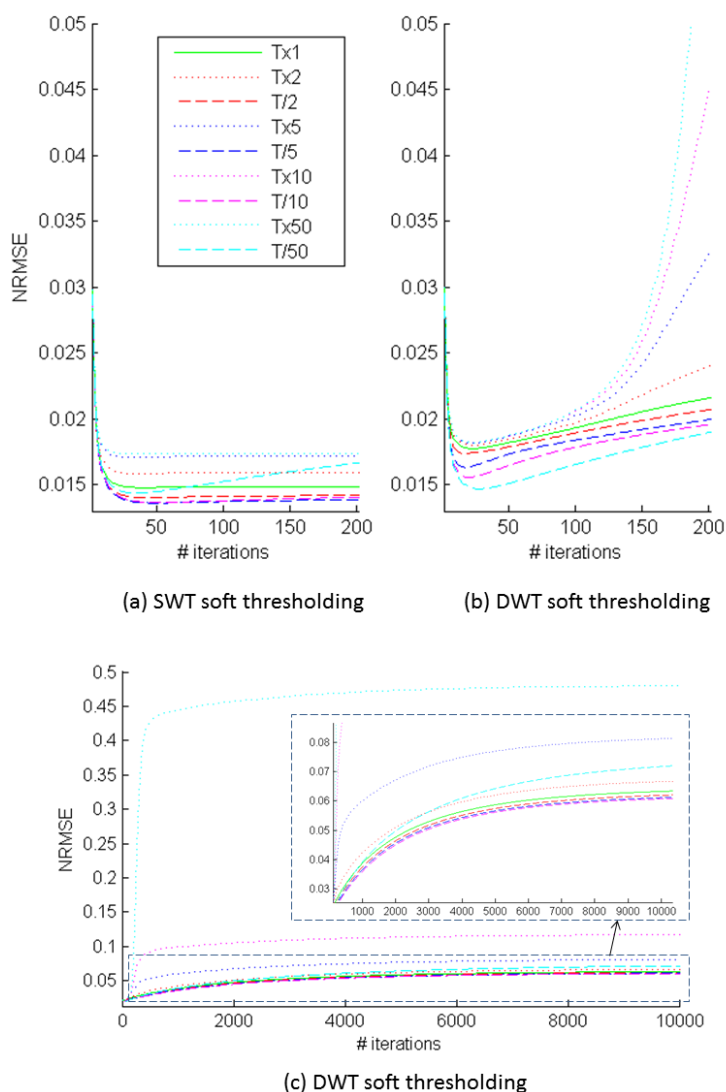 0.05
0.045
0.04
0.035
0.03
0.025
0.02
0.015
NRMSE
50 100 150 200
# iterations
Tx1
Tx2
T/2
Tx5
T/5
Tx10
T/10
Tx50
T/50
(a) SWT soft thresholding
0.05
0.045
0.04
0.035
0.03
0.025
0.02
0.015
50 100 150 200
# iterations
(b) DWT soft thresholding
0.5
0.45
0.4
0.35
0.3
0.25
0.2
0.15
0.1
0.05
NRMSE
0 2000 4000 6000 8000 10000
# iterations
0.08
0.07
0.06
0.05
0.04
0.03
1000 2000 3000 4000 5000 6000 7000 8000 9000 10000
(c) DWT soft thresholding